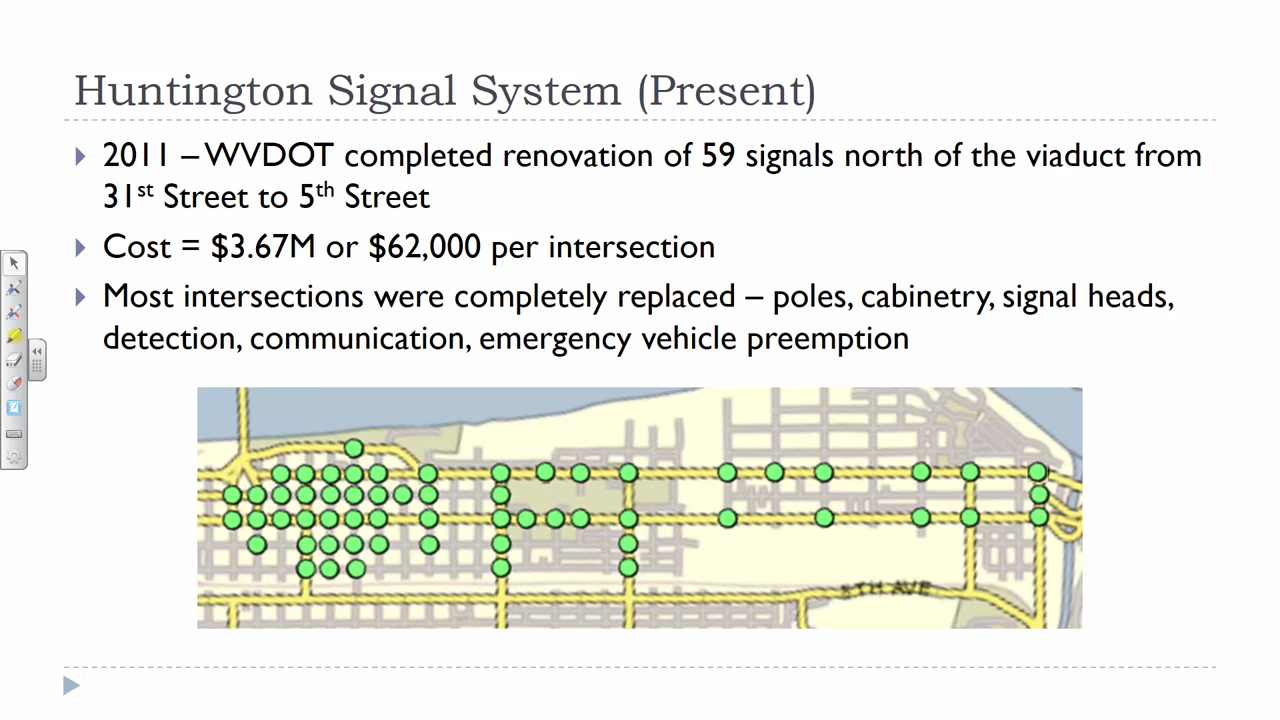 Huntington Signal System (Present)
2011 – WVDOT completed renovation of 59 signals north of the viaduct from
31st Street to 5th Street
Cost = $3.67M or $62,000 per intersection
Most intersections were completely replaced – poles, cabinetry, signal heads,
detection, communication, emergency vehicle preemption
AVE